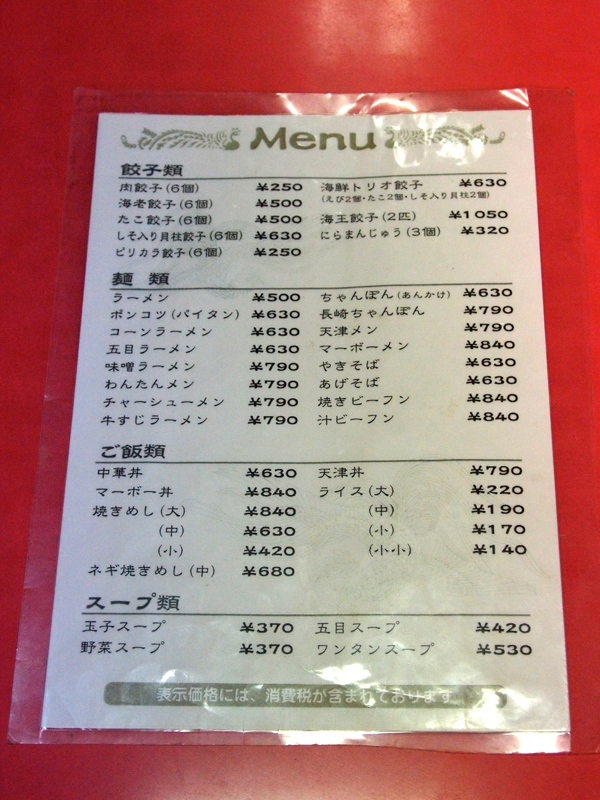 Menu
餃子類
肉餃子(6個) ¥250
海老餃子(6個) ¥500
たこ餃子(6個) ¥500
しそ入り貝柱餃子(6個) ¥630
ピリカラ餃子(6個) ¥250
海鮮トリオ餃子 ¥630
(えび2個・たこ2個・しそ入り貝柱2個)
海王餃子(2匹) ¥1050
にらまんじゅう(3個) ¥320
麺類
ラーメン ¥500
ポンコツ(パイタン) ¥630
コーンラーメン ¥630
五目ラーメン ¥630
味噌ラーメン ¥790
わんたんメン ¥790
チャーシューメン ¥790
牛すじラーメン ¥790
ちゃんぽん(あんかけ) ¥630
長崎ちゃんぽん ¥790
天津メン ¥790
マーボーメン ¥840
やきそば ¥630
あげそば ¥630
焼きビーフン ¥840
汁ビーフン ¥840
ご飯類
中華丼 ¥630
マーボー丼 ¥840
焼きめし(大) ¥840
(中) ¥630
(小) ¥420
ネギ焼きめし(中) ¥680
天津丼 ¥790
ライス(大) ¥220
(中) ¥190
(小) ¥170
(小小) ¥140
スープ類
玉子スープ ¥370
野菜スープ ¥370
五目スープ ¥420
ワンタンスープ ¥530
表示価格には、消費税が含まれております